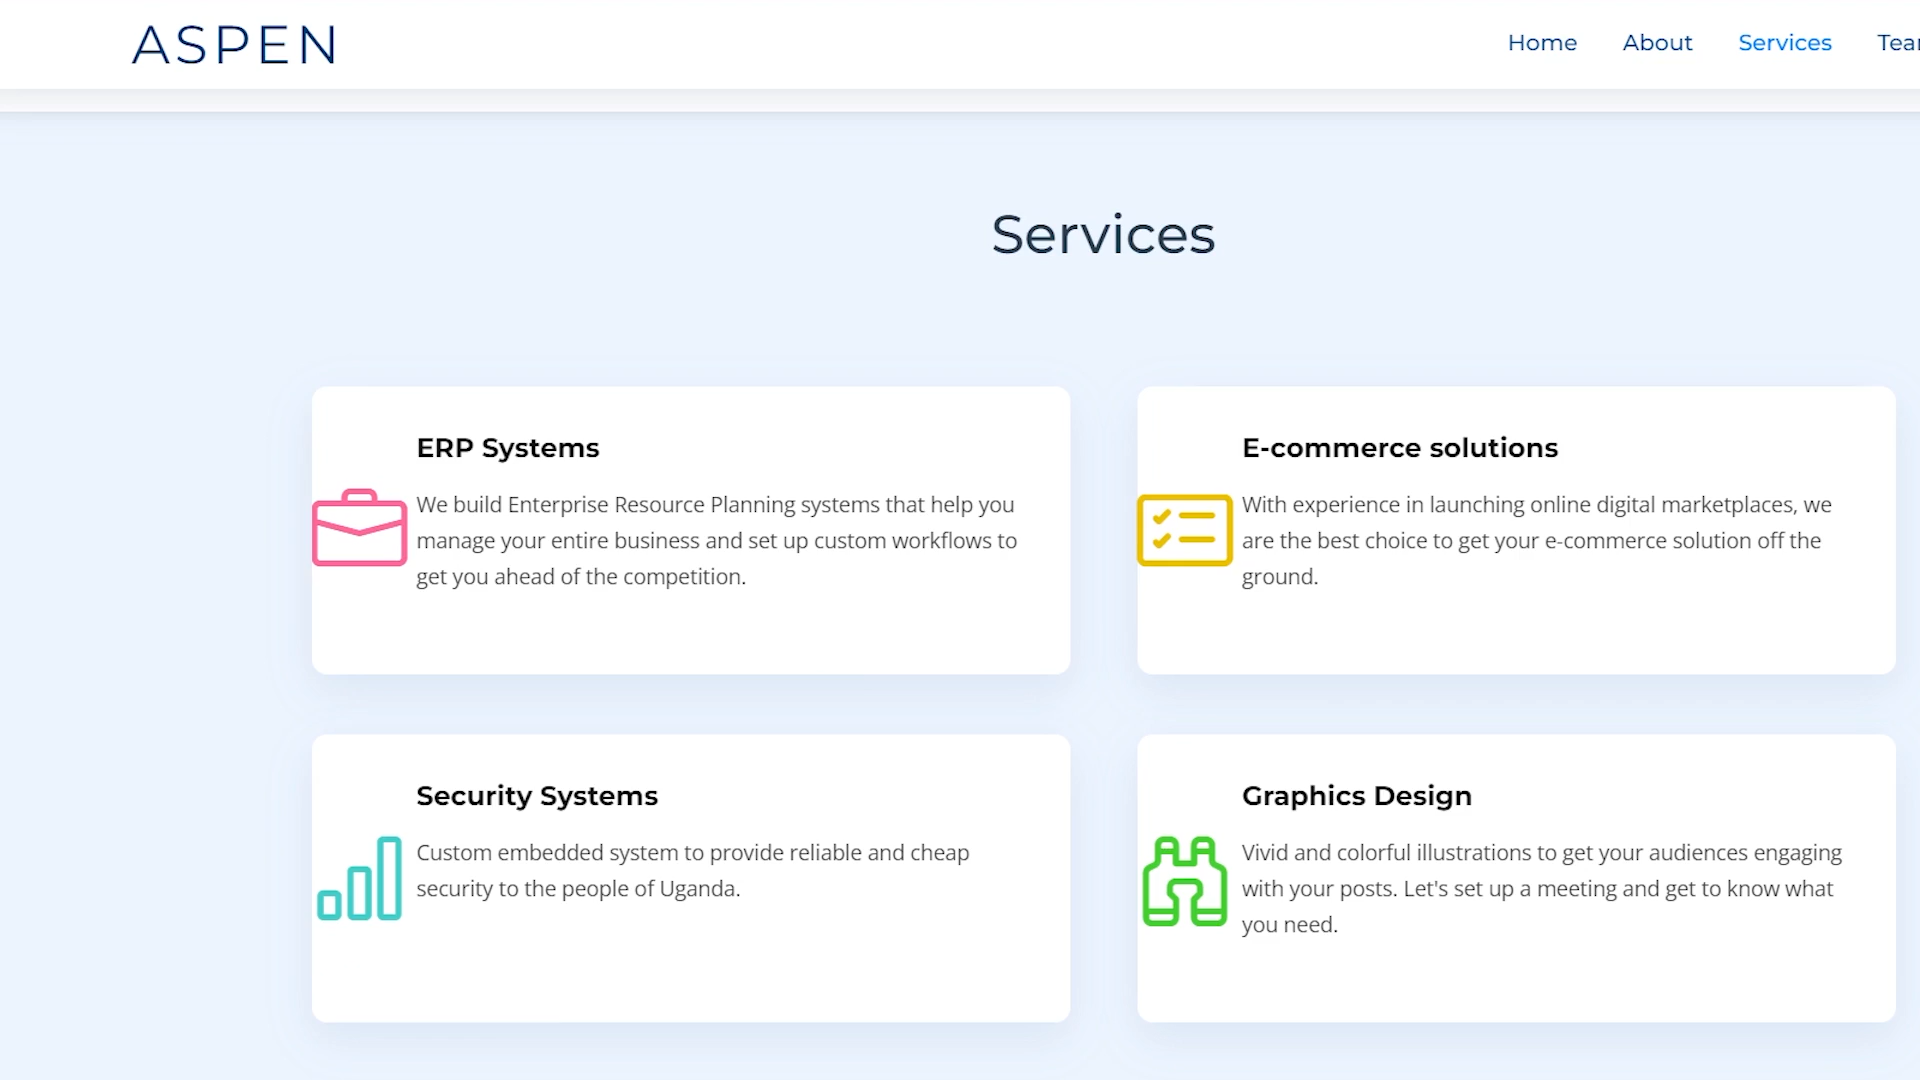 ASPEN
Home About Services
Services
ERP Systems
We build Enterprise Resource Planning systems that help you
manage your entire business and set up custom workflows to
get you ahead of the competition.
E-commerce solutions
With experience in launching online digital marketplaces, we
are the best choice to get your e-commerce solution off the
ground.
Security Systems
Custom embedded system to provide reliable and cheap
security to the people of Uganda.
Graphics Design
Vivid and colorful illustrations to get your audiences engaging
with your posts. Let's set up a meeting and get to know what
you need.